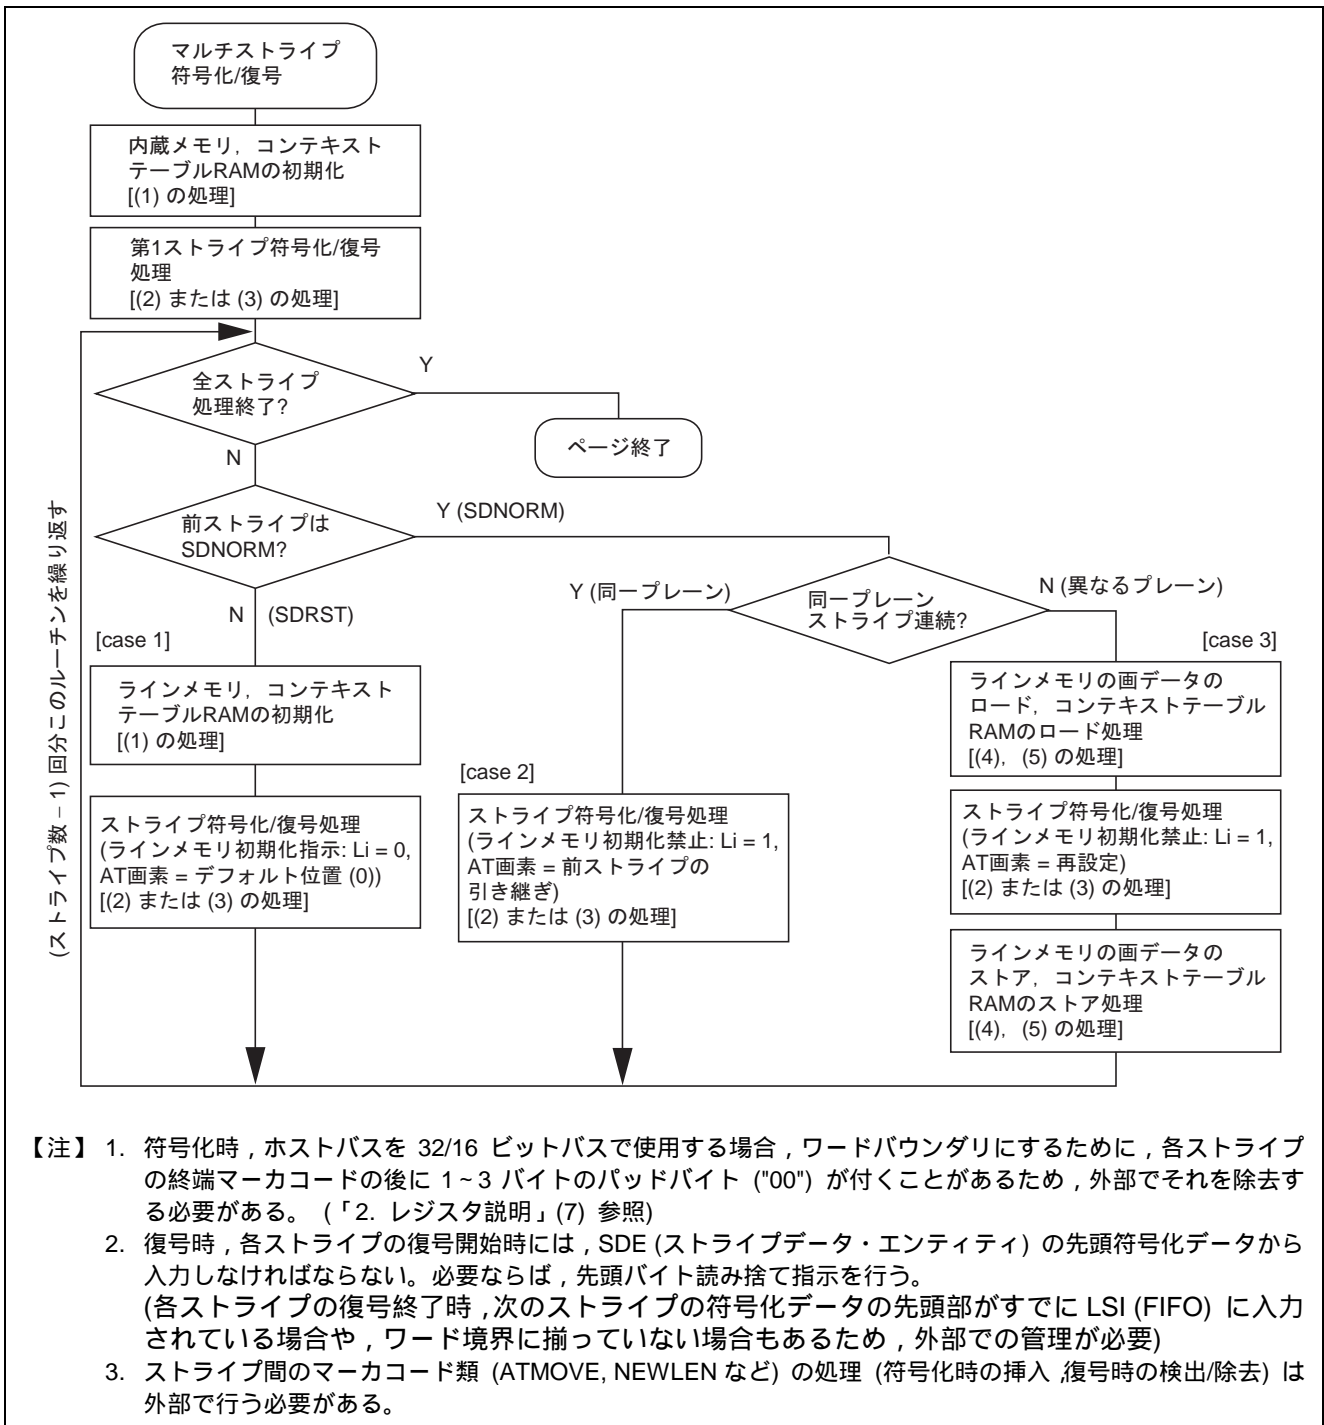 マルチストライプ
符号化/復号
内蔵メモリ，コンテキスト
テーブルRAMの初期化
[(1) の処理]
第1ストライプ符号化/復号
処理
[(2) または (3) の処理]
全ストライプ
処理終了?
Y
ページ終了
N
前ストライプは
SDNORM?
Y (SDNORM)
N (SDRST)
同一プレーン
ストライプ連続?
Y (同一プレーン)
N (異なるプレーン)
(ストライプ数 − 1) 回分このルーチンを繰り返す
[case 1]
ラインメモリ，コンテキスト
テーブルRAMの初期化
[(1) の処理]
ストライプ符号化/復号処理
(ラインメモリ初期化指示: Li = 0,
AT画素 = デフォルト位置 (0))
[(2) または (3) の処理]
[case 2]
ストライプ符号化/復号処理
(ラインメモリ初期化禁止: Li = 1,
AT画素 = 前ストライプの
引き継ぎ)
[(2) または (3) の処理]
[case 3]
ラインメモリの画データの
ロード，コンテキストテーブル
RAMのロード処理
[(4)，(5) の処理]
ストライプ符号化/復号処理
(ラインメモリ初期化禁止: Li = 1,
AT画素 = 再設定)
[(2) または (3) の処理]
ラインメモリの画データの
ストア，コンテキストテーブル
RAMのストア処理
[(4)，(5) の処理]
【注】 1. 符号化時，ホストバスを 32/16 ビットバスで使用する場合，ワードバウンダリにするために，各ストライプ
の終端マーカコードの後に 1~3 バイトのパッドバイト ("00") が付くことがあるため，外部でそれを除去す
る必要がある。 (「2. レジスタ説明」(7) 参照)
2. 復号時，各ストライプの復号開始時には，SDE (ストライプデータ・エンティティ) の先頭符号化データから
入力しなければならない。必要ならば，先頭バイト読み捨て指示を行う。
(各ストライプの復号終了時，次のストライプの符号化データの先頭部がすでに LSI (FIFO) に入力
されている場合や，ワード境界に揃っていない場合もあるため，外部での管理が必要)
3. ストライプ間のマーカコード類 (ATMOVE, NEWLEN など) の処理 (符号化時の挿入，復号時の検出/除去) は
外部で行う必要がある。